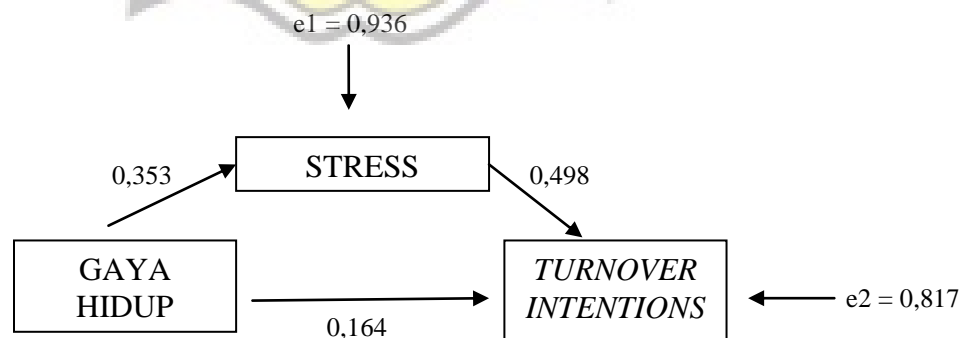 e1 = 0,936
STRESS
0,353
0,498
GAYA
HIDUP
TURNOVER
INTENTIONS
e2 = 0,817
0,164